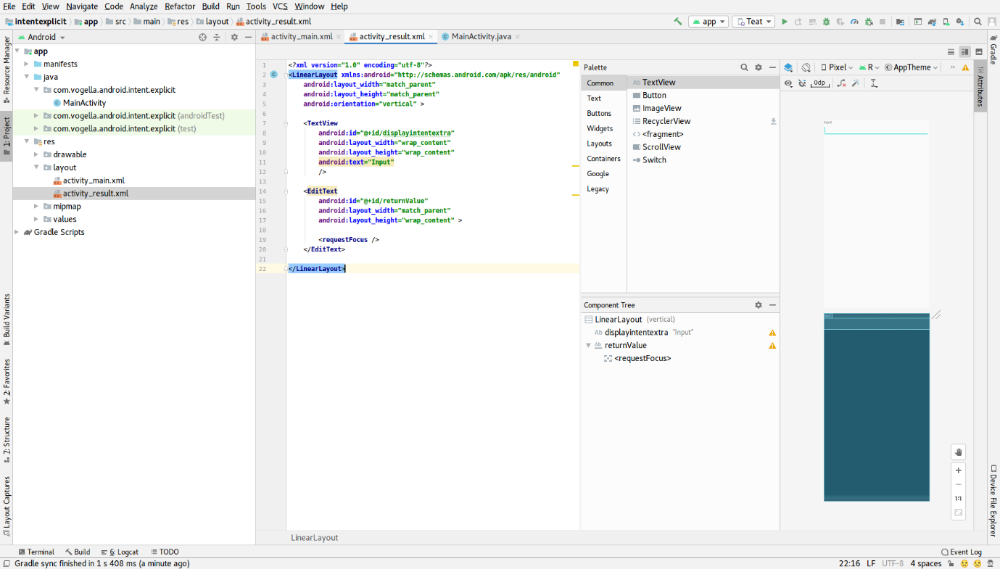 File Edit View Navigate Code Analyze Refactor Build Run Tools VCS Window Help
intentexplicit app src main res layout activity_result.xml
app Teat
Android
activity_main.xml activity_result.xml MainActivity.java
Resource Manager
1: Project
Build Variants
2: Favorites
7: Structure
Layout Captures
app
manifests
java
com.vogella.android.intent.explicit
MainActivity
com.vogella.android.intent.explicit (androidTest)
com.vogella.android.intent.explicit (test)
res
drawable
layout
activity_main.xml
activity_result.xml
mipmap
values
Gradle Scripts
1 <?xml version="1.0" encoding="utf-8"?>
2 <LinearLayout xmlns:android="http://schemas.android.com/apk/res/android"
3 android:layout_width="match_parent"
4 android:layout_height="match_parent"
5 android:orientation="vertical" >
6
7 <TextView
8 android:id="@+id/displayintentextra"
9 android:layout_width="wrap_content"
10 android:layout_height="wrap_content"
11 android:text="Input"
12 />
13
14 <EditText
15 android:id="@+id/returnValue"
16 android:layout_width="match_parent"
17 android:layout_height="wrap_content" >
18
19 <requestFocus />
20 </EditText>
21
22 </LinearLayout>
LinearLayout
Palette
Common
Text
Buttons
Widgets
Layouts
Containers
Google
Legacy
Ab TextView
Button
ImageView
RecyclerView
<fragment>
ScrollView
Switch
Component Tree
LinearLayout (vertical)
Ab displayintentextra "Input"
Ab returnValue
<requestFocus>
Pixel R AppTheme
0dp
Input
1:1
Gradle
Attributes
Device File Explorer
Terminal Build 6: Logcat TODO Event Log
Gradle sync finished in 1 s 408 ms (a minute ago) 22:16 LF UTF-8 4 spaces